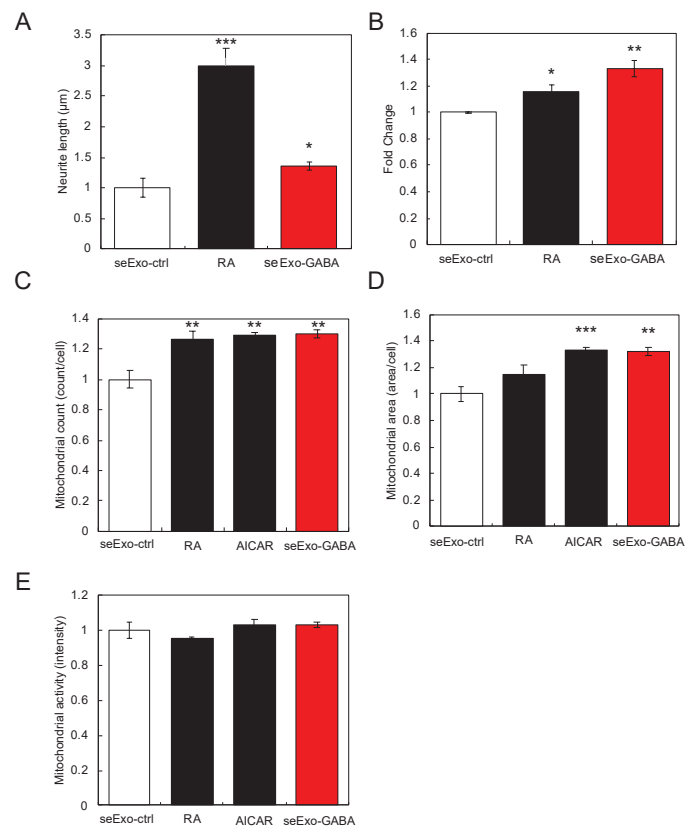 A
Neurite length (μm)
3.5
3
2.5
2
1.5
1
0.5
0
***
*
seExo-ctrl RA seExo-GABA
B
Fold Change
1.6
1.4
1.2
1
0.8
0.6
0.4
0.2
0
*
**
seExo-ctrl RA seExo-GABA
C
Mitochondrial count (count/cell)
1.4
1.2
1
0.8
0.6
0.4
0.2
0
** ** **
seExo-ctrl RA AICAR seExo-GABA
D
Mitochondrial area (area/cell)
1.6
1.4
1.2
1
0.8
0.6
0.4
0.2
0
*** **
seExo-ctrl RA AICAR seExo-GABA
E
Mitochondrial activity (intensity)
1.2
1
0.8
0.6
0.4
0.2
0
seExo-ctrl RA AICAR seExo-GABA